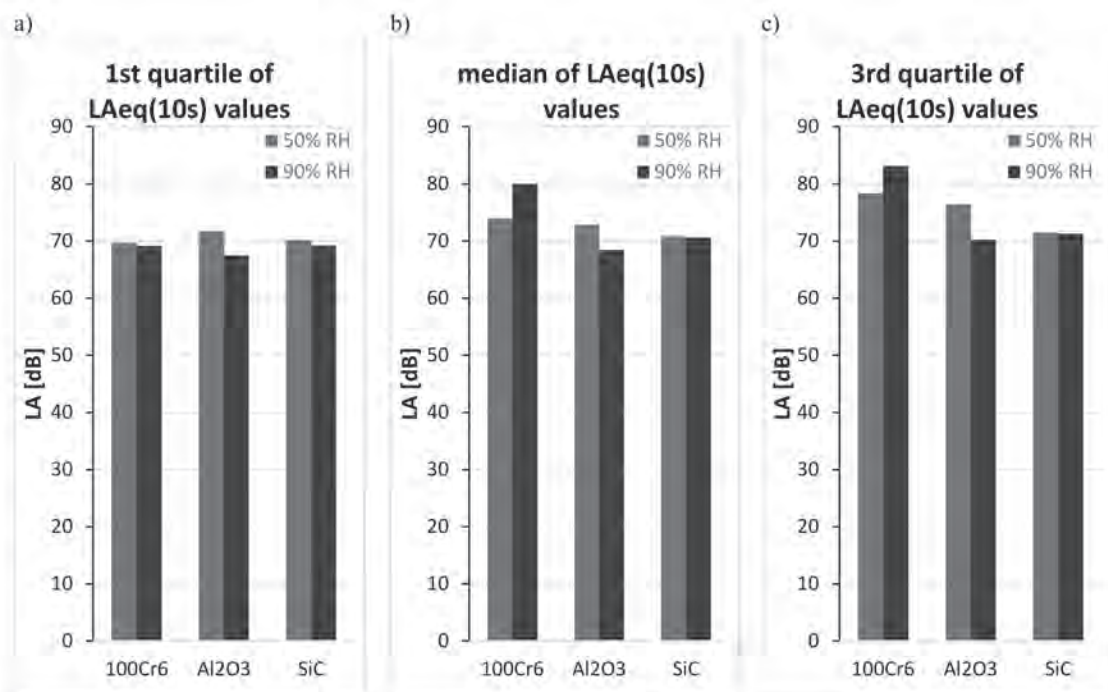 a)
1st quartile of
LAeq(10s) values
90
80
70
60
50
40
30
20
10
0
LA [dB]
50% RH
90% RH
100Cr6 Al2O3 SiC
b)
median of LAeq(10s)
values
90
80
70
60
50
40
30
20
10
0
LA [dB]
50% RH
90% RH
100Cr6 Al2O3 SiC
c)
3rd quartile of
LAeq(10s) values
90
80
70
60
50
40
30
20
10
0
LA [dB]
50% RH
90% RH
100Cr6 Al2O3 SiC